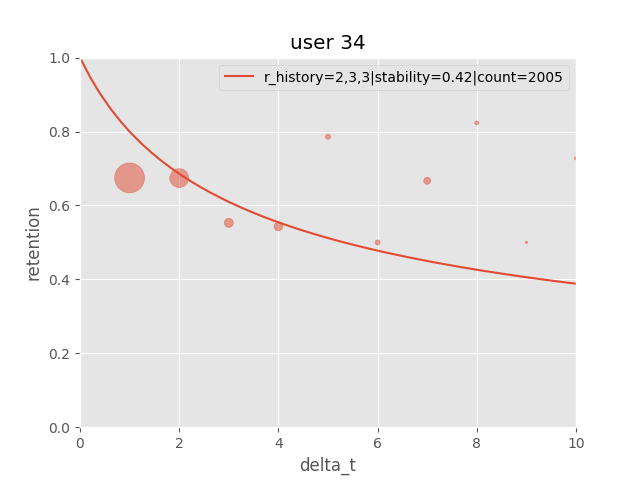 user 34
r_history=2,3,3|stability=0.42|count=2005
1.0
0.8
0.6
0.4
0.2
0.0
retention
0 2 4 6 8 10
delta_t